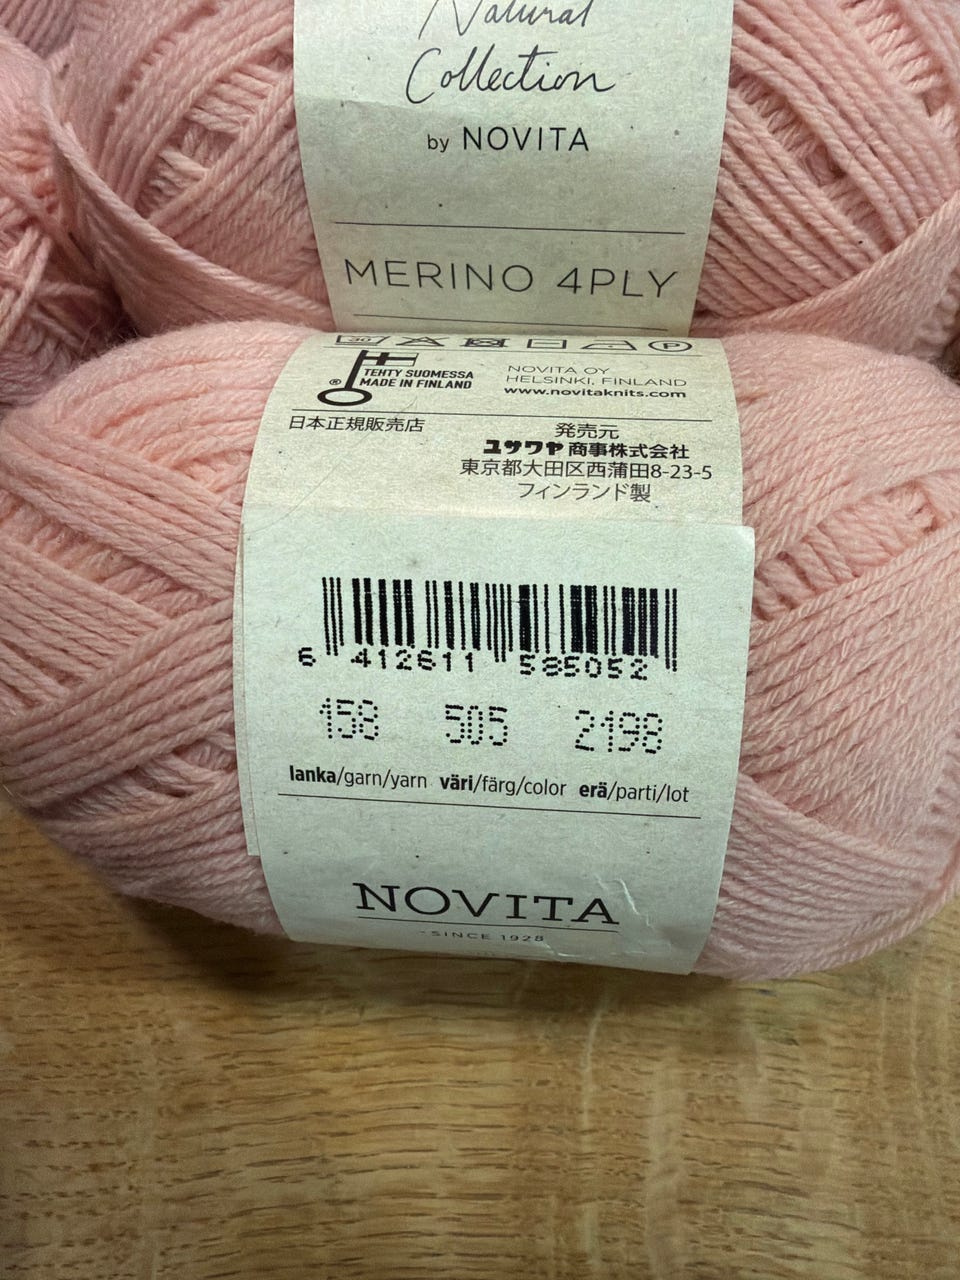 Natural
Collection
by NOVITA
MERINO 4PLY
30 P
TEHTY SUOMESSA
® MADE IN FINLAND
NOVITA OY
HELSINKI, FINLAND
www.novitaknits.com
日本正規販売店
発売元
ユザワヤ商事株式会社
東京都大田区西蒲田8-23-5
フィンランド製
6 412611 585052
158 505 2198
lanka/garn/yarn väri/färg/color erä/parti/lot
NOVITA
SINCE 1928